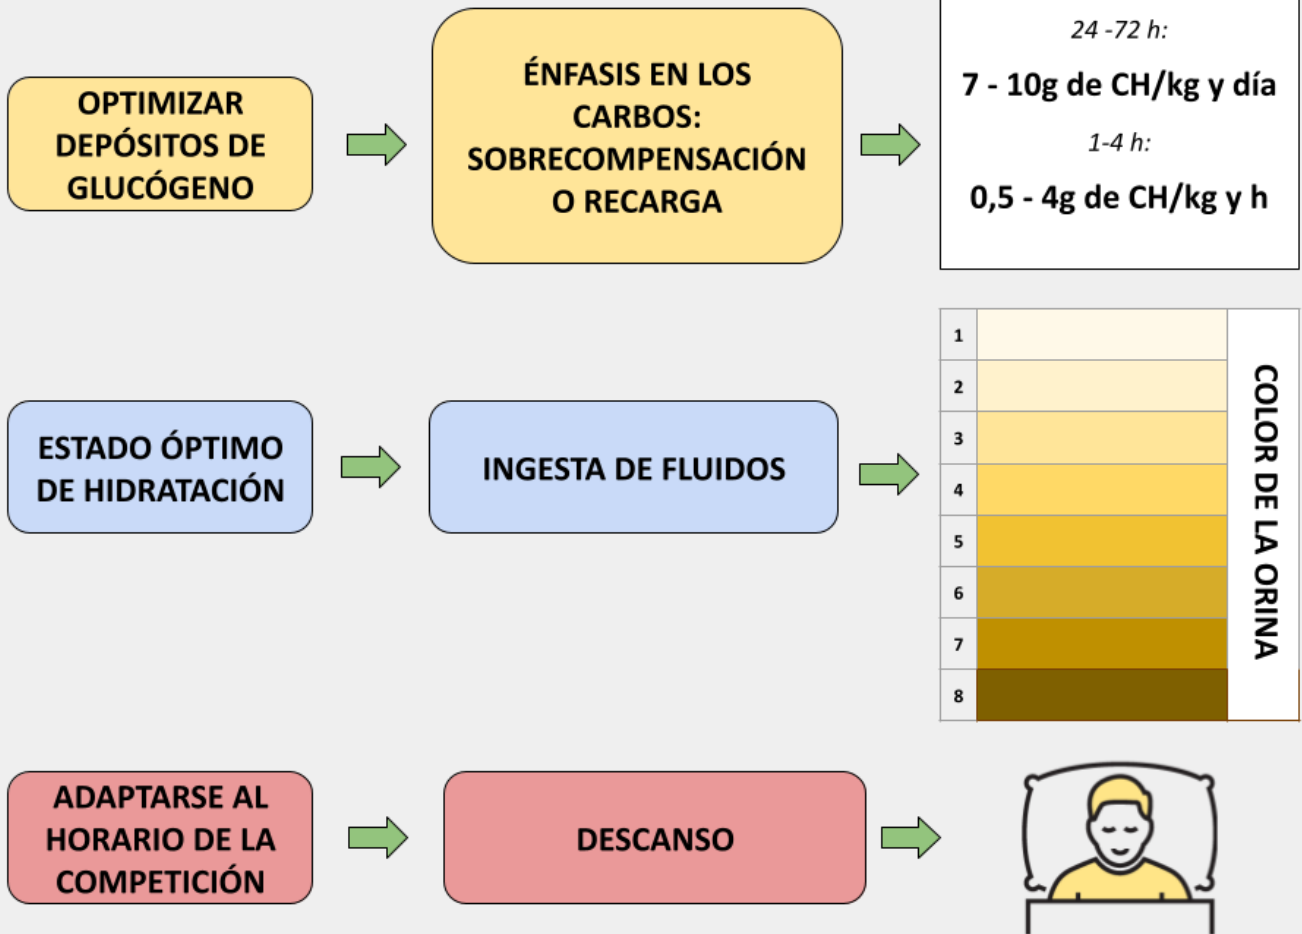 OPTIMIZAR
DEPÓSITOS DE
GLUCÓGENO
ÉNFASIS EN LOS
CARBOS:
SOBRECOMPENSACIÓN
O RECARGA
24 -72 h:
7 - 10g de CH/kg y día
1-4 h:
0,5 - 4g de CH/kg y h
ESTADO ÓPTIMO
DE HIDRATACIÓN
INGESTA DE FLUIDOS
1
2
3
4
5
6
7
8
COLOR DE LA ORINA
ADAPTARSE AL
HORARIO DE LA
COMPETICIÓN
DESCANSO